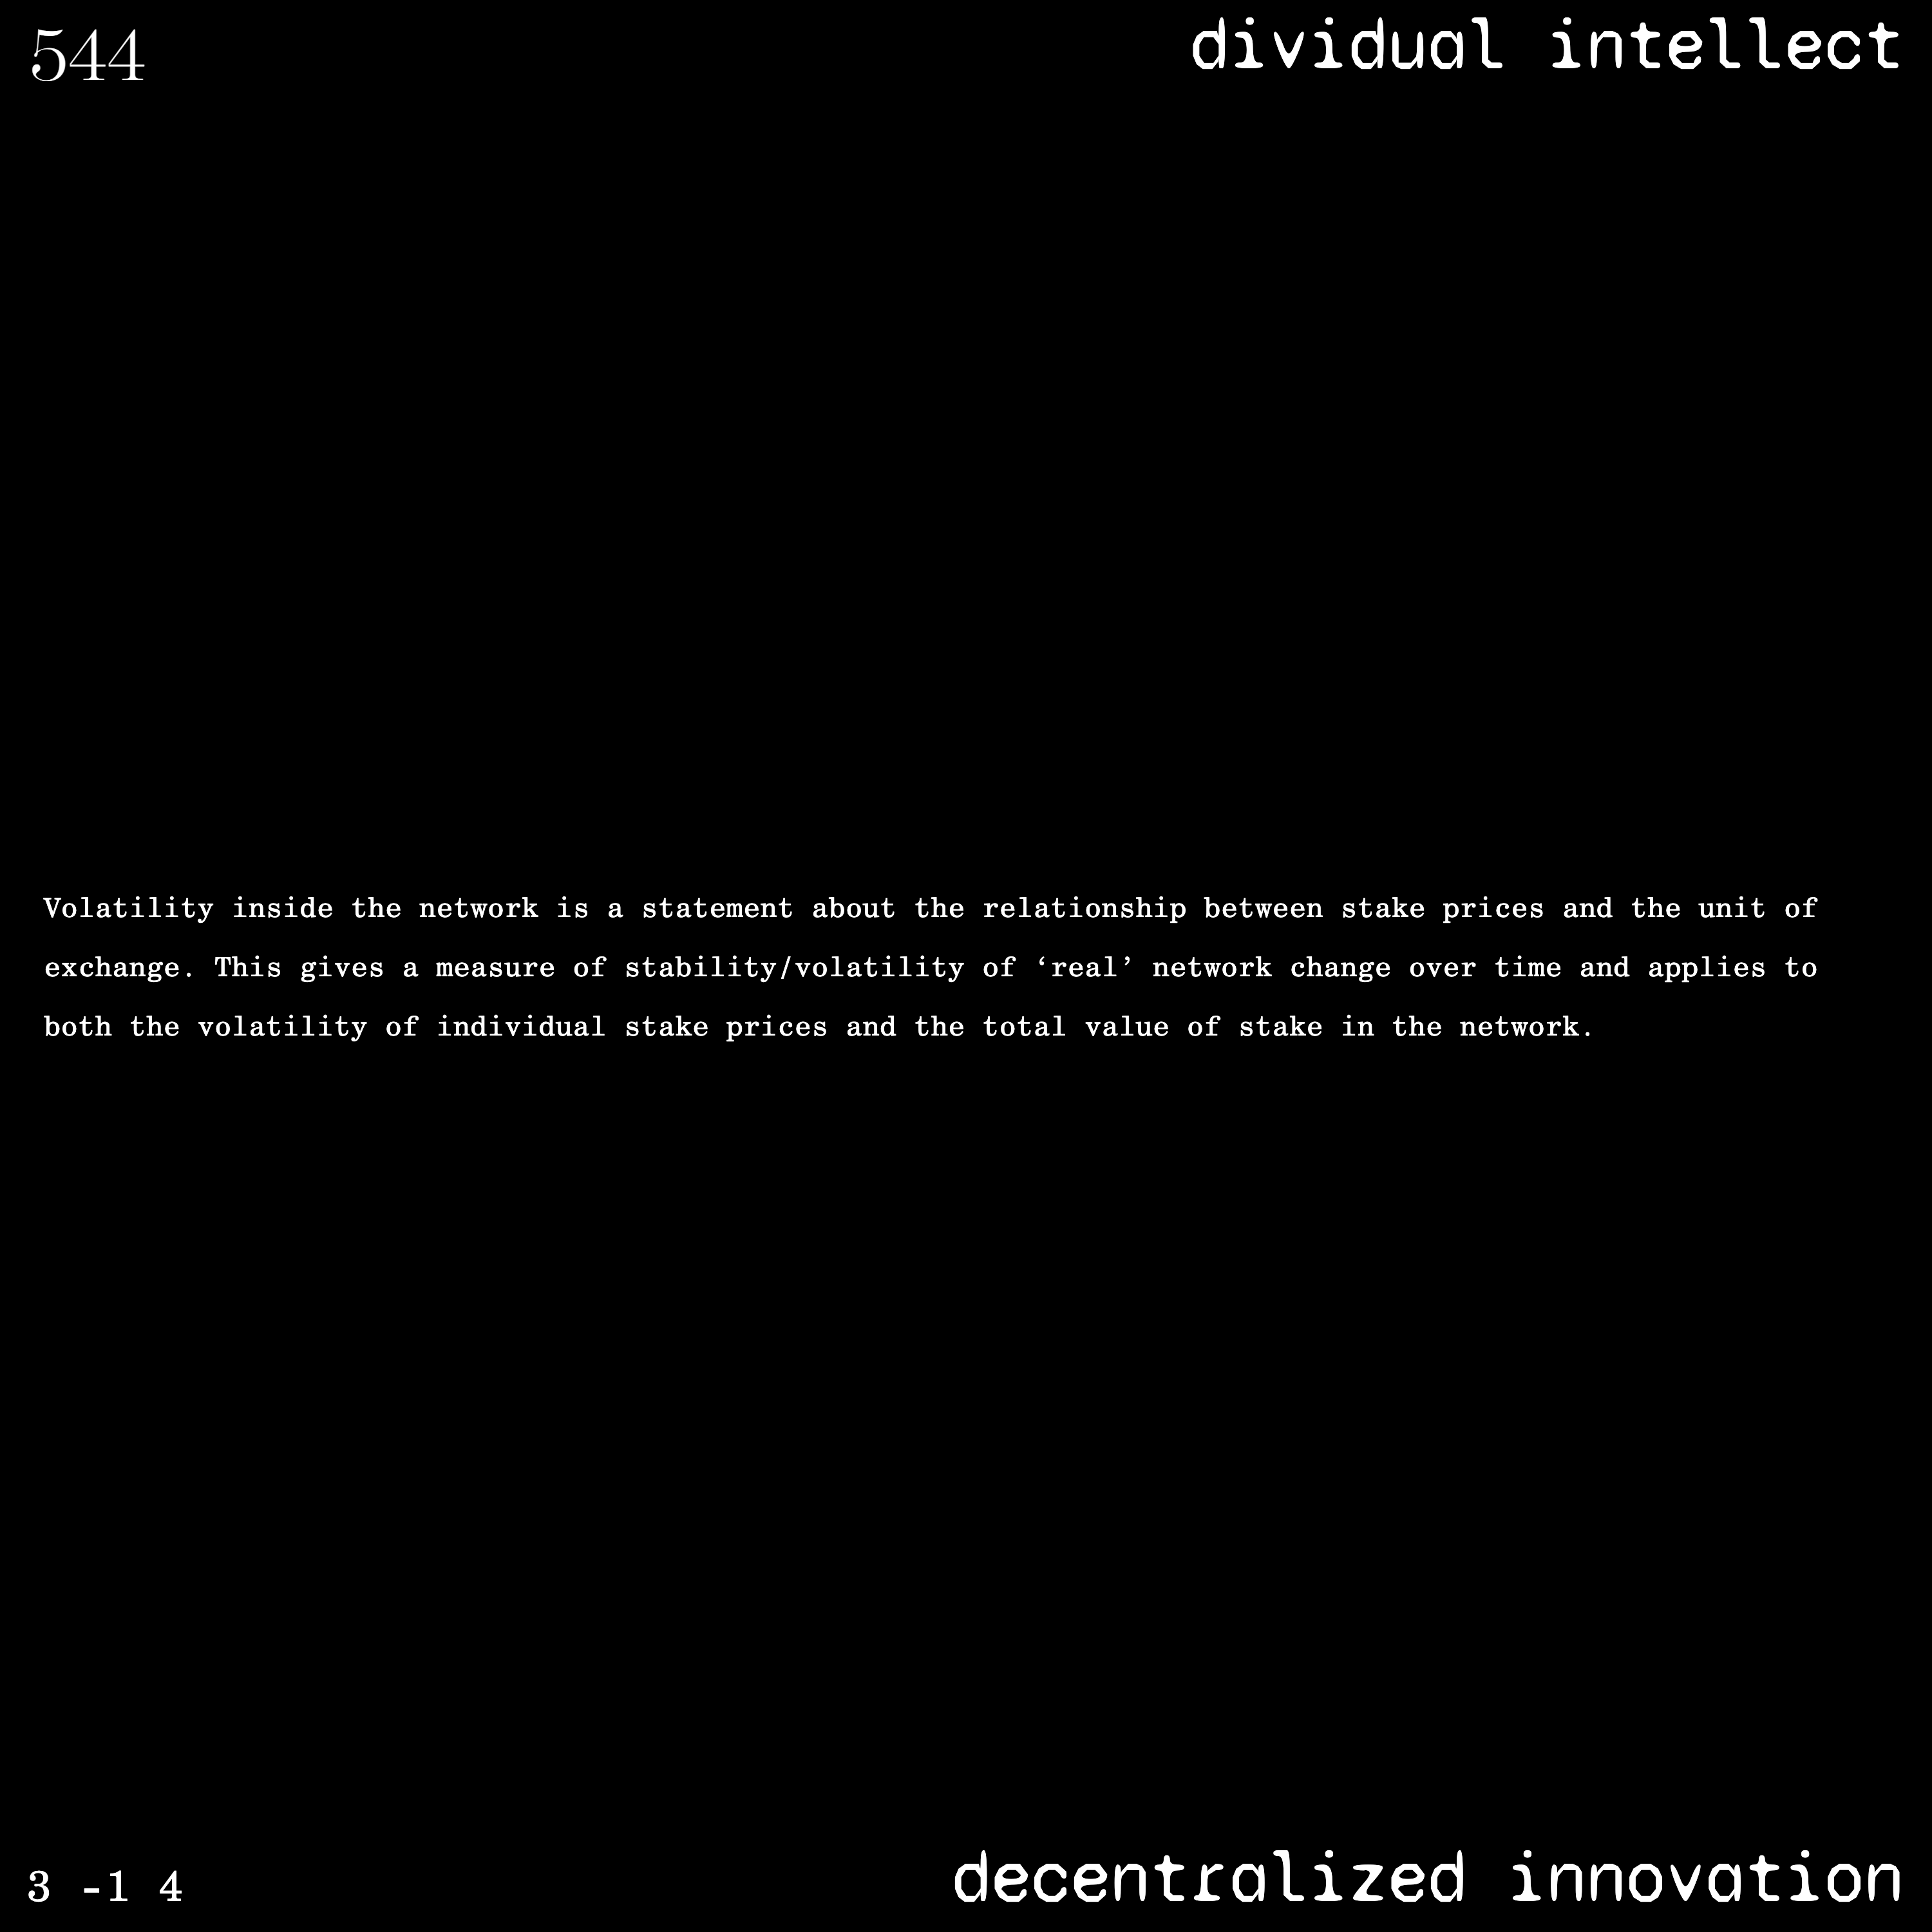 544
dividual intellect
Volatility inside the network is a statement about the relationship between stake prices and the unit of
exchange. This gives a measure of stability/volatility of ‘real’ network change over time and applies to
both the volatility of individual stake prices and the total value of stake in the network.
3 -1 4
decentralized innovation